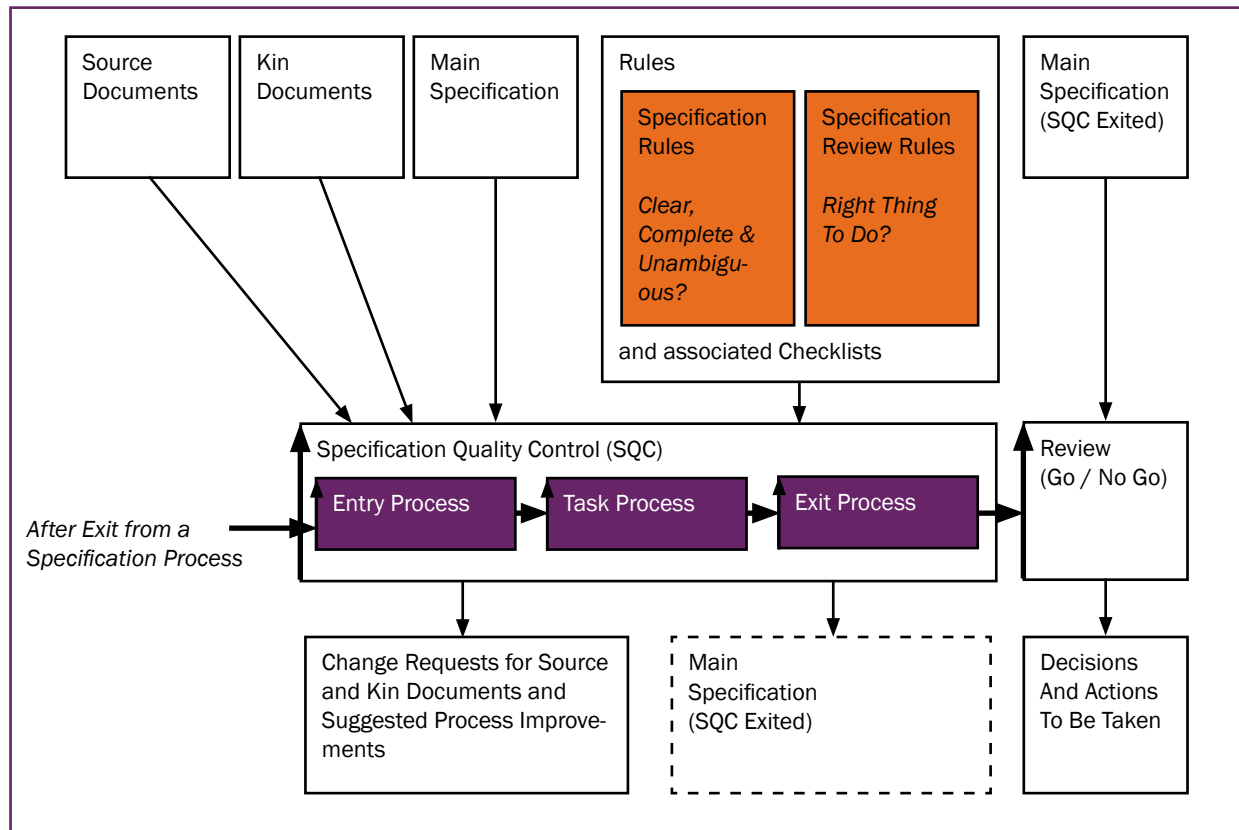 Source
Documents
Kin
Documents
Main
Specification
Rules
Specification
Rules
Clear,
Complete &
Unambigu-
ous?
Specification
Review Rules
Right Thing
To Do?
and associated Checklists
Main
Specification
(SQC Exited)
Specification Quality Control (SQC)
Entry Process
Task Process
Exit Process
Review
(Go / No Go)
After Exit from a
Specification Process
Change Requests for Source
and Kin Documents and
Suggested Process Improve-
ments
Main
Specification
(SQC Exited)
Decisions
And Actions
To Be Taken